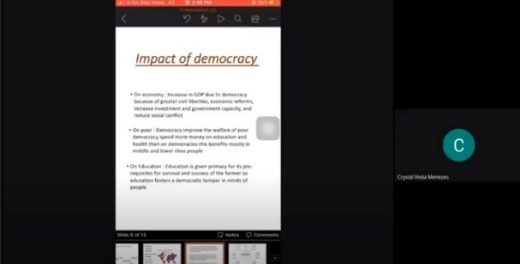 2:58 PM
Impact of democracy
• On economy : Increase in GDP due to democracy
because of greater civil liberties, economic reforms,
increase investment and government capacity, and
reduce social conflict
• On poor : Democracy improve the welfare of poor
democracy spend more money on education and
health then on democracies this benefits mostly in
middle and lower class people
• On Education : Education is given primacy for its pre-
requisites for survival and success of the former so
education fosters a democratic temper in minds of
people
Slide 6 of 13
Notes
Comments
C
Crystal Vieta Menezes